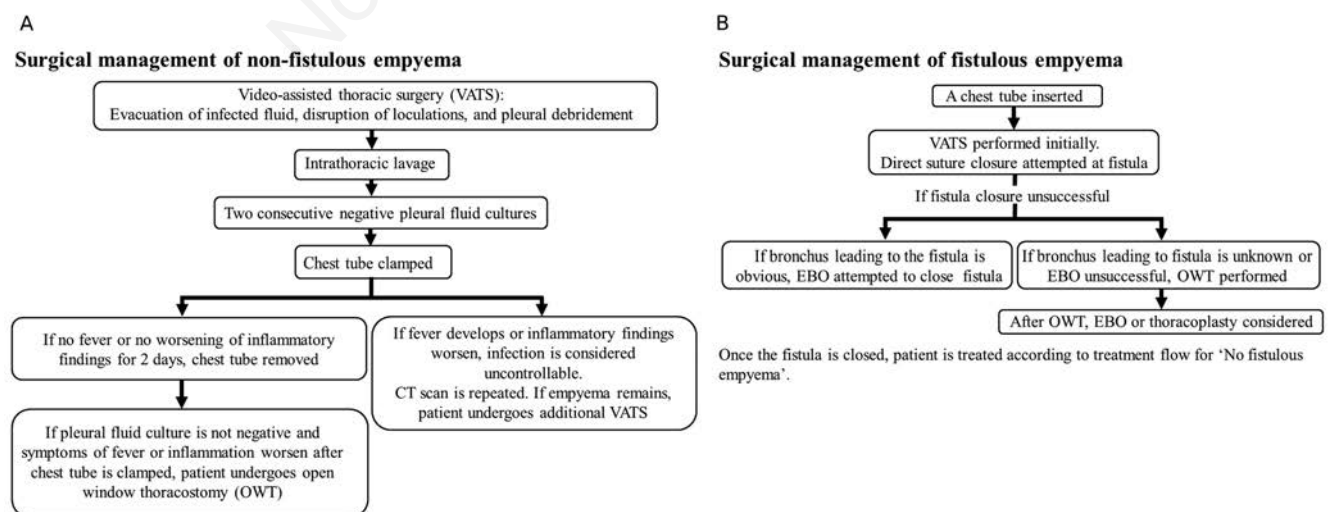 A
Surgical management of non-fistulous empyema
Video-assisted thoracic surgery (VATS):
Evacuation of infected fluid, disruption of loculations, and pleural debridement
Intrathoracic lavage
Two consecutive negative pleural fluid cultures
Chest tube clamped
If no fever or no worsening of inflammatory
findings for 2 days, chest tube removed
If fever develops or inflammatory findings
worsen, infection is considered
uncontrollable.
CT scan is repeated. If empyema remains,
patient undergoes additional VATS
If pleural fluid culture is not negative and
symptoms of fever or inflammation worsen after
chest tube is clamped, patient undergoes open
window thoracostomy (OWT)
B
Surgical management of fistulous empyema
A chest tube inserted
VATS performed initially.
Direct suture closure attempted at fistula
If fistula closure unsuccessful
If bronchus leading to the fistula is
obvious, EBO attempted to close fistula
If bronchus leading to fistula is unknown or
EBO unsuccessful, OWT performed
After OWT, EBO or thoracoplasty considered
Once the fistula is closed, patient is treated according to treatment flow for ‘No fistulous
empyema’.